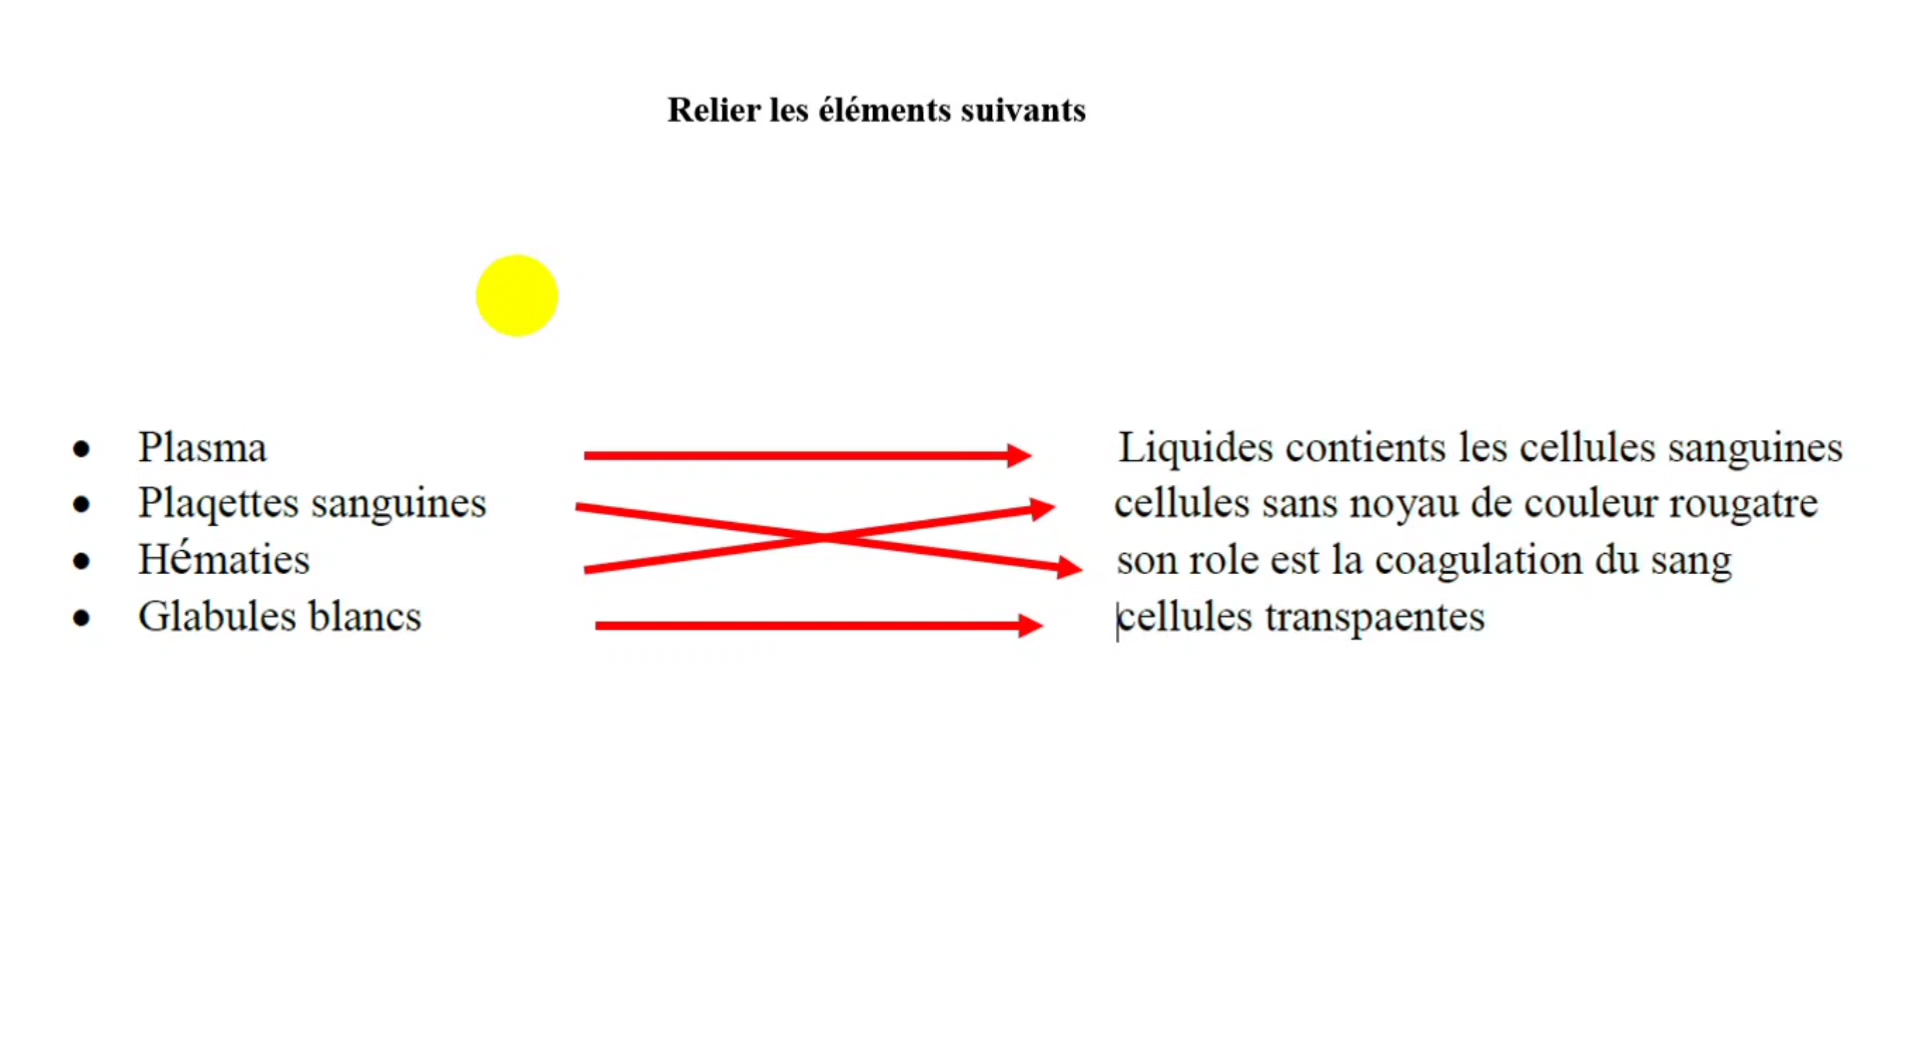 Relier les éléments suivants
• Plasma Liquides contients les cellules sanguines
• Plaqettes sanguines cellules sans noyau de couleur rougatre
• Hématies son role est la coagulation du sang
• Glabules blancs cellules transpaentes